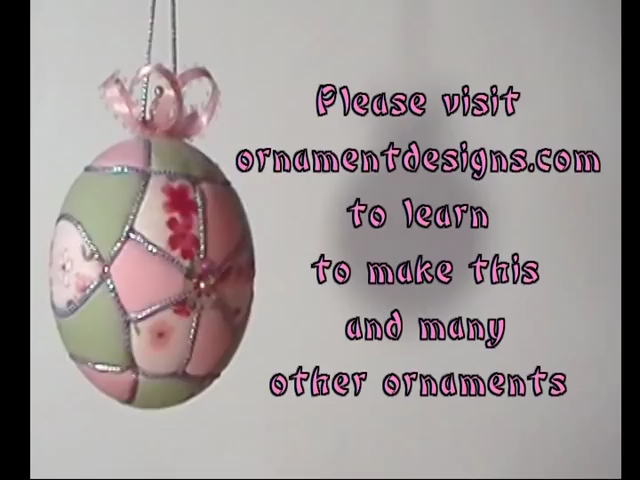 Please visit
ornamentdesigns.com
to learn
to make this
and many
other ornaments